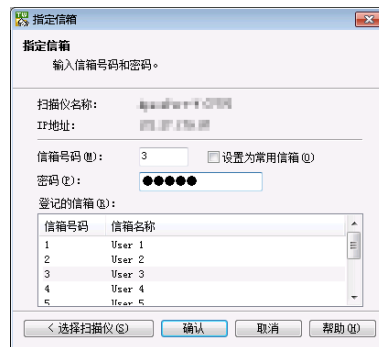 指定信箱
指定信箱
输入信箱号码和密码。
扫描仪名称:
IP地址:
信箱号码(M): 3 设置为常用信箱(O)
密码(P): ●●●●●
登记的信箱(R):
信箱号码 信箱名称
1 User 1
2 User 2
3 User 3
4 User 4
5 User 5
< 选择扫描仪(S) 确认 取消 帮助(H)